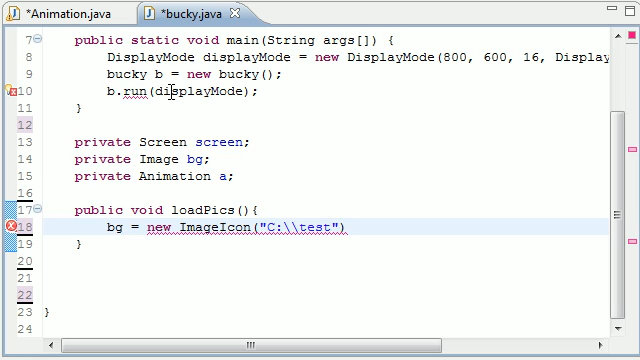 *Animation.java
*bucky.java
7 public static void main(String args[]) {
8 DisplayMode displayMode = new DisplayMode(800, 600, 16, Displa
9 bucky b = new bucky();
10 b.run(displayMode);
11 }
12
13 private Screen screen;
14 private Image bg;
15 private Animation a;
16
17 public void loadPics(){
18 bg = new ImageIcon("C:\\test")
19 }
20
21
22
23 }
24